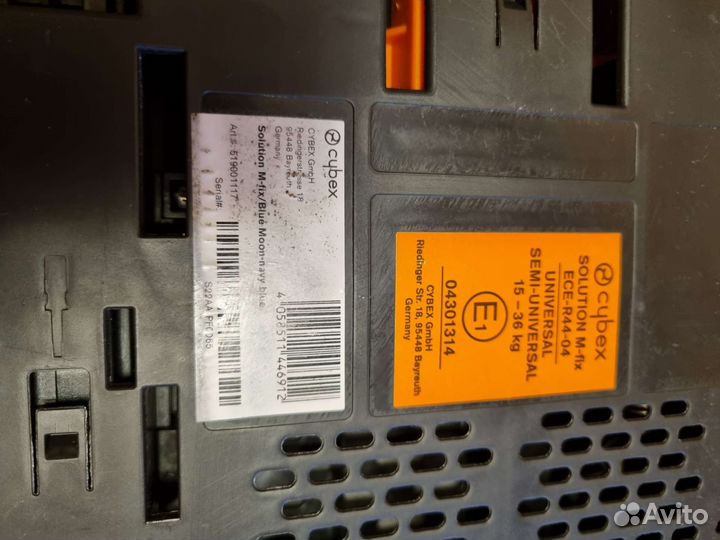 cybex
CYBEX GmbH
Riedingerstrasse 18
95448 Bayreuth
Germany
Solution M-fix/Blue Moon-navy blue
Art.#: 519001117
Serial#
4 058511 446912
cybex
SOLUTION M-fix
ECE-R44-04
UNIVERSAL
SEMI-UNIVERSAL
15 – 36 kg
E1
04301314
CYBEX GmbH
Riedinger Str. 18, 95448 Bayreuth
Germany
Avito